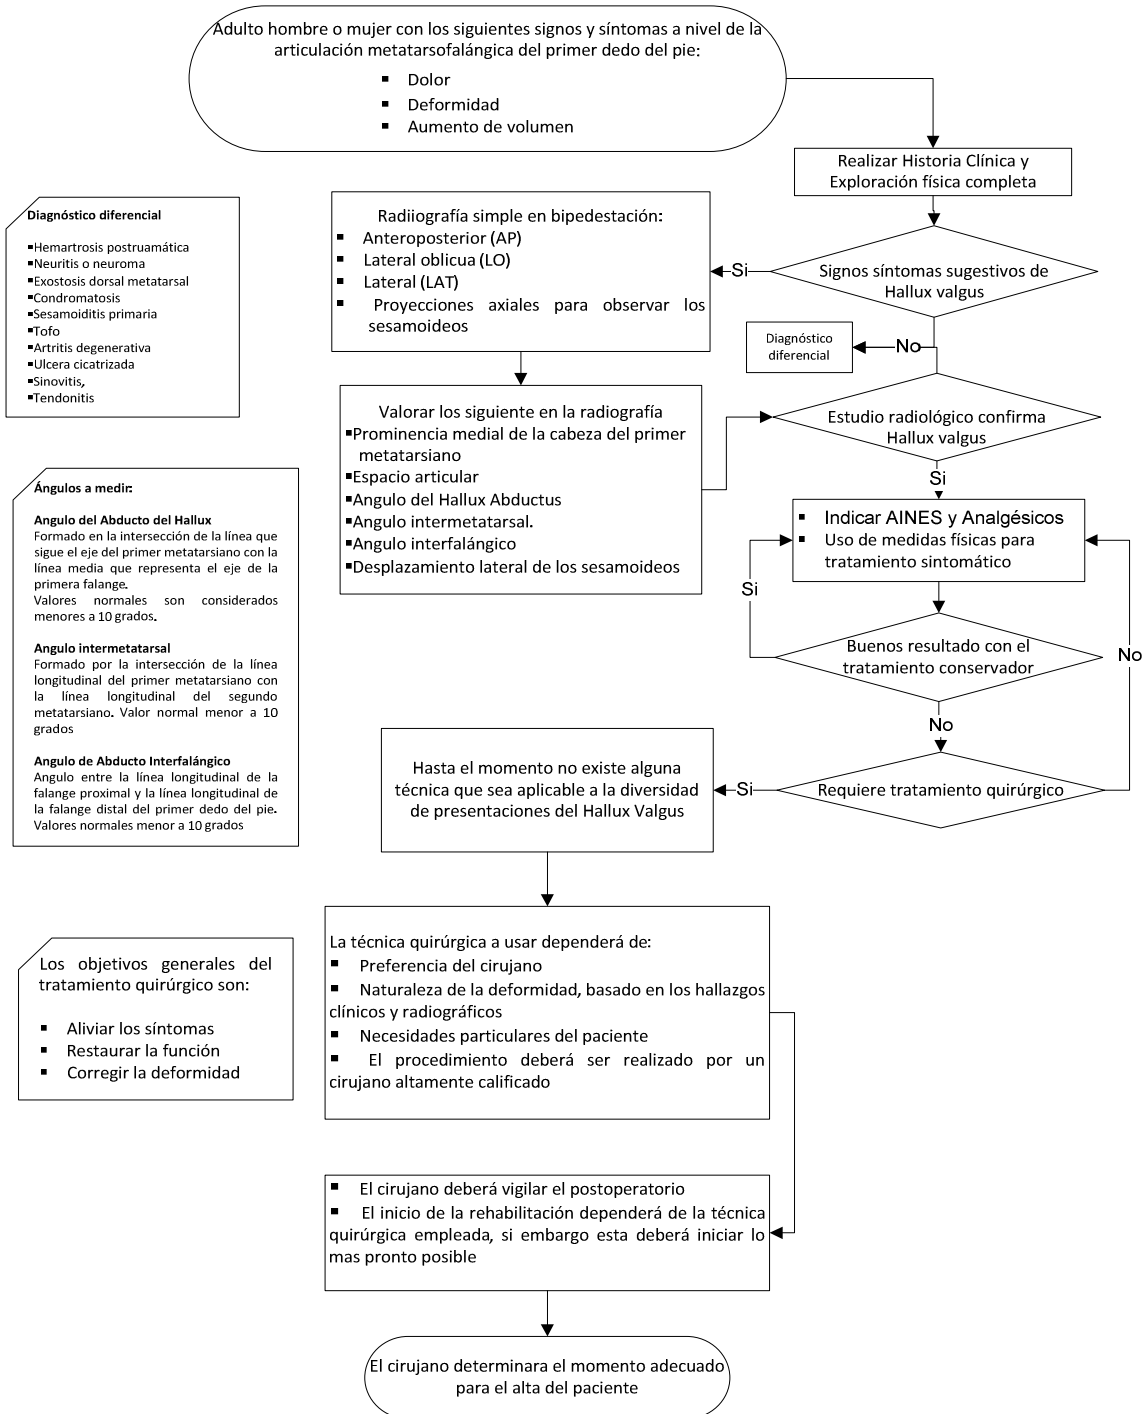 Adulto hombre o mujer con los siguientes signos y síntomas a nivel de la
articulación metatarsofalángica del primer dedo del pie:
▪ Dolor
▪ Deformidad
▪ Aumento de volumen
Realizar Historia Clínica y
Exploración física completa
Signos síntomas sugestivos de
Hallux valgus
Si
No
Diagnóstico
diferencial
Radiiografía simple en bipedestación:
▪ Anteroposterior (AP)
▪ Lateral oblicua (LO)
▪ Lateral (LAT)
▪ Proyecciones axiales para observar los
sesamoideos
Valorar los siguiente en la radiografía
▪Prominencia medial de la cabeza del primer
metatarsiano
▪Espacio articular
▪Angulo del Hallux Abductus
▪Angulo intermetatarsal.
▪Angulo interfalángico
▪Desplazamiento lateral de los sesamoideos
Estudio radiológico confirma
Hallux valgus
Si
▪ Indicar AINES y Analgésicos
▪ Uso de medidas físicas para
tratamiento sintomático
Si
Buenos resultado con el
tratamiento conservador
No
No
Requiere tratamiento quirúrgico
Si
Hasta el momento no existe alguna
técnica que sea aplicable a la diversidad
de presentaciones del Hallux Valgus
La técnica quirúrgica a usar dependerá de:
▪ Preferencia del cirujano
▪ Naturaleza de la deformidad, basado en los hallazgos
clínicos y radiográficos
▪ Necesidades particulares del paciente
▪ El procedimiento deberá ser realizado por un
cirujano altamente calificado
▪ El cirujano deberá vigilar el postoperatorio
▪ El inicio de la rehabilitación dependerá de la técnica
quirúrgica empleada, si embargo esta deberá iniciar lo
mas pronto posible
El cirujano determinara el momento adecuado
para el alta del paciente
Diagnóstico diferencial
▪Hemartrosis postruamática
▪Neuritis o neuroma
▪Exostosis dorsal metatarsal
▪Condromatosis
▪Sesamoiditis primaria
▪Tofo
▪Artritis degenerativa
▪Ulcera cicatrizada
▪Sinovitis,
▪Tendonitis
Ángulos a medir:
Angulo del Abducto del Hallux
Formado en la intersección de la línea que
sigue el eje del primer metatarsiano con la
línea media que representa el eje de la
primera falange.
Valores normales son considerados
menores a 10 grados.
Angulo intermetatarsal
Formado por la intersección de la línea
longitudinal del primer metatarsiano con
la línea longitudinal del segundo
metatarsiano. Valor normal menor a 10
grados
Angulo de Abducto Interfalángico
Angulo entre la línea longitudinal de la
falange proximal y la línea longitudinal de
la falange distal del primer dedo del pie.
Valores normales menor a 10 grados
Los objetivos generales del
tratamiento quirúrgico son:
▪ Aliviar los síntomas
▪ Restaurar la función
▪ Corregir la deformidad